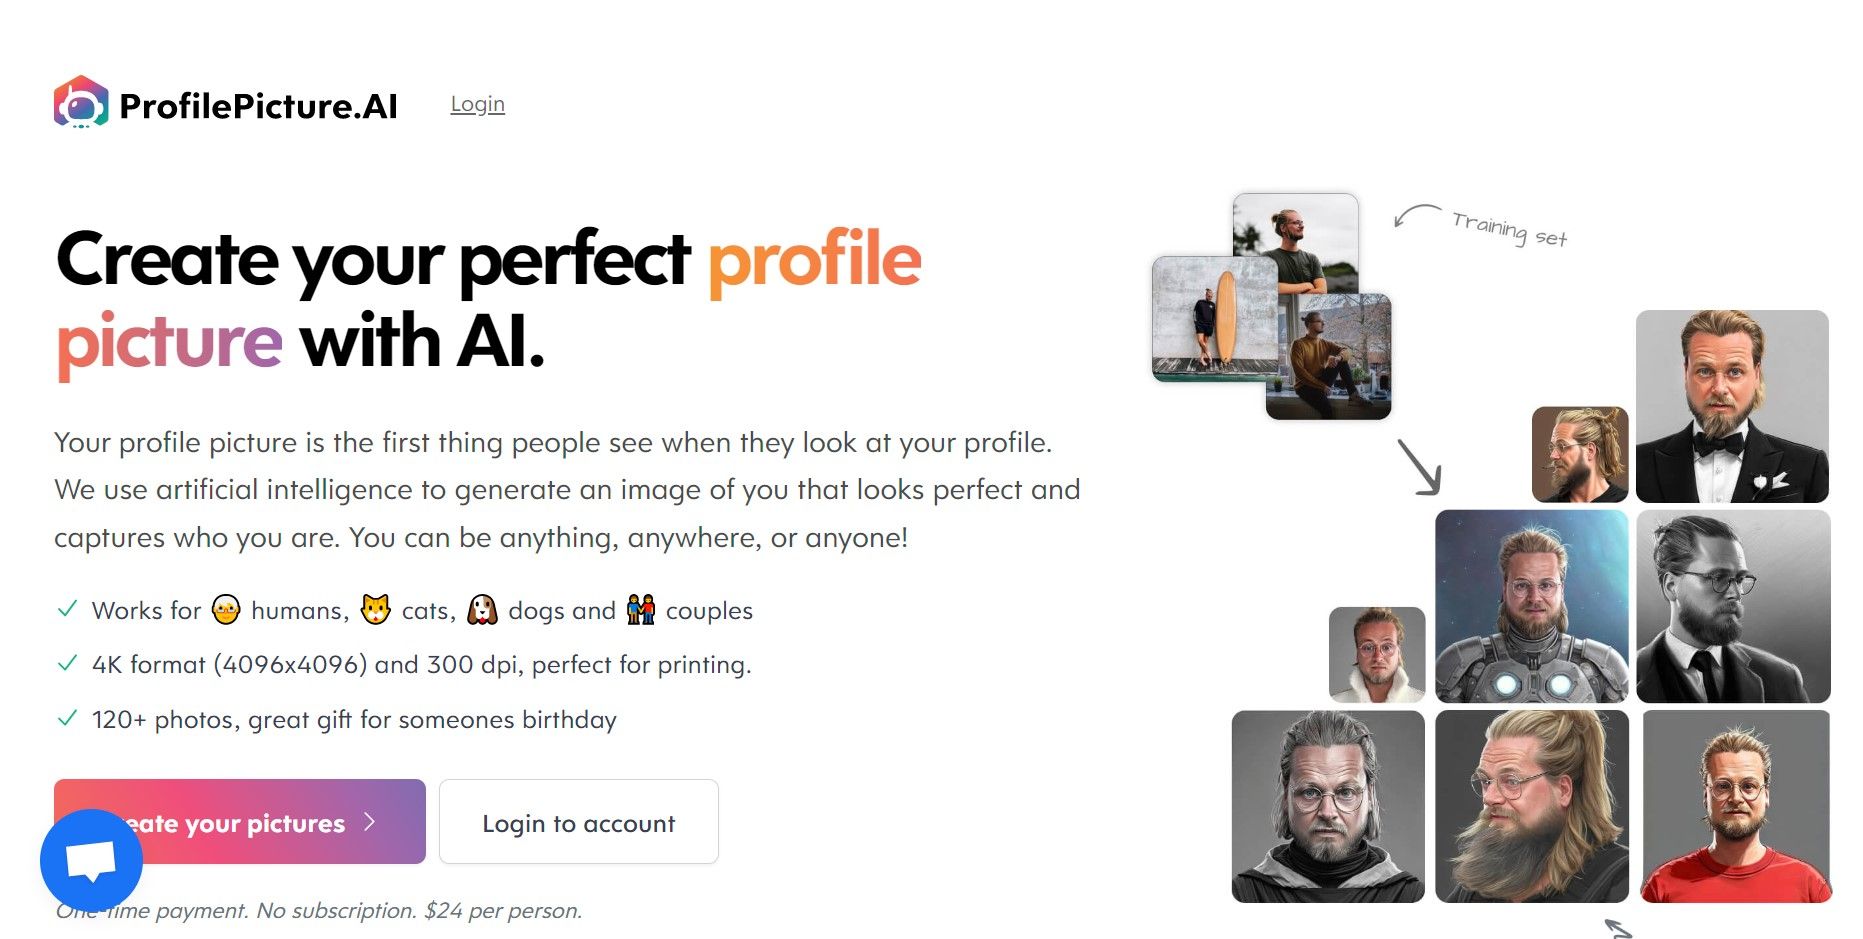 ProfilePicture.AI
Login
Create your perfect profile
picture with AI.
Your profile picture is the first thing people see when they look at your profile.
We use artificial intelligence to generate an image of you that looks perfect and
captures who you are. You can be anything, anywhere, or anyone!
Works for humans, cats, dogs and couples
4K format (4096x4096) and 300 dpi, perfect for printing.
120+ photos, great gift for someones birthday
eate your pictures
Login to account
One-time payment. No subscription. $24 per person.
Training set